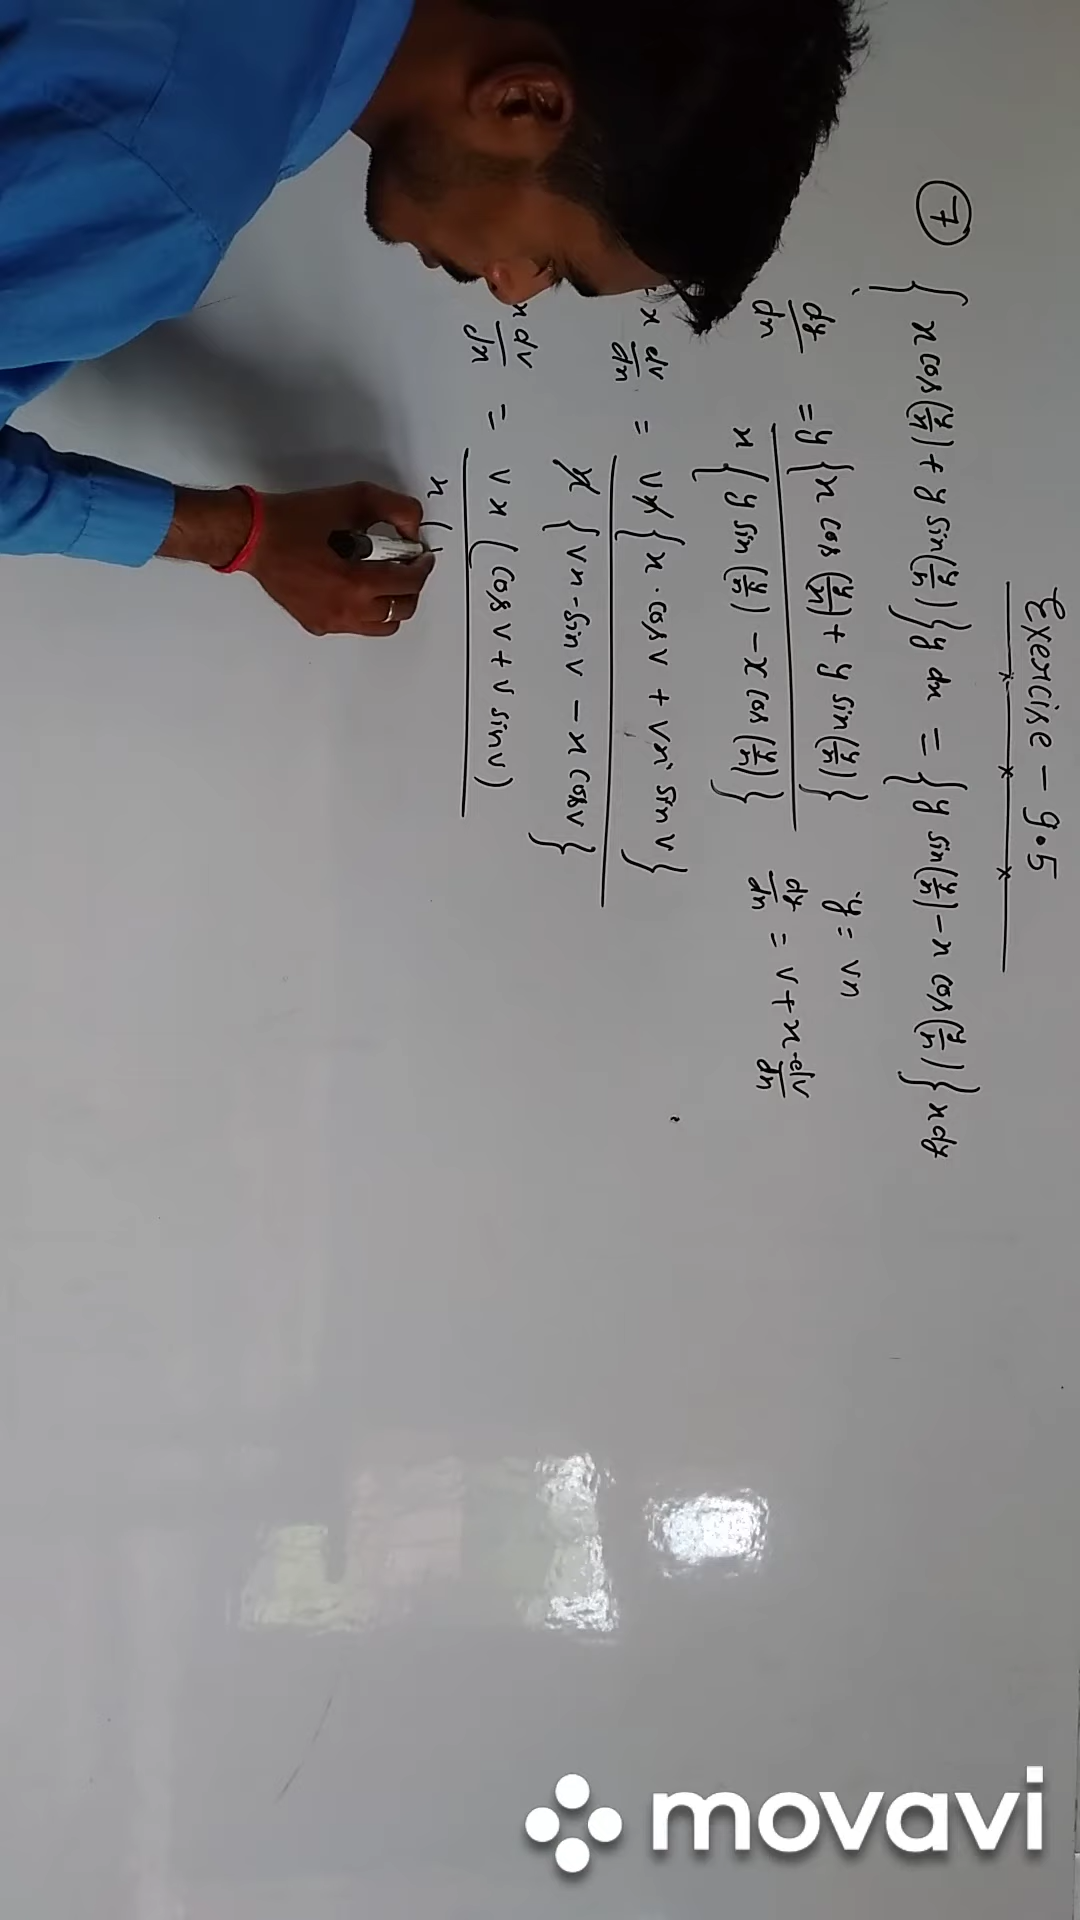 Exercise - 9.5
⑦ { x cos(y/x) + y sin(y/x) } y dx = { y sin(y/x) - x cos(y/x) } x dy
dy/dx = y { x cos(y/x) + y sin(y/x) } / x { y sin(y/x) - x cos(y/x) }
y = vx
dy/dx = v + x dv/dx
x dv/dx = vx { x · cos v + vx sin v } / x { vx - sin v - x cos v }
x dv/dx = vx ( cos v + v sin v ) / x (
movavi